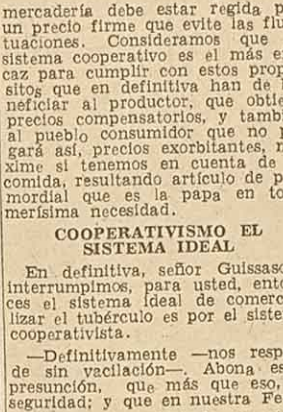 mercadería debe estar regida p
un precio firme que evite las flu
tuaciones. Consideramos que
sistema cooperativo es el más e
caz para cumplir con estos prop
sitos que en definitiva han de b
neficiar al productor, que obtie
precios compensatorios, y tamb
al pueblo consumidor que no p
gará así, precios exorbitantes, m
xime si tenemos en cuenta de
comida, resultando artículo de p
mordial que es la papa en to
merísima necesidad.
COOPERATIVISMO EL
SISTEMA IDEAL
En definitiva, señor Guissaso
interrumpimos, para usted, ento
ces el sistema ideal de comerc
lizar el tubérculo es por el siste
cooperativista.
—Definitivamente —nos resp
de sin vacilación—. Abona es
presunción, que más que eso,
seguridad; y que en nuestra Fe